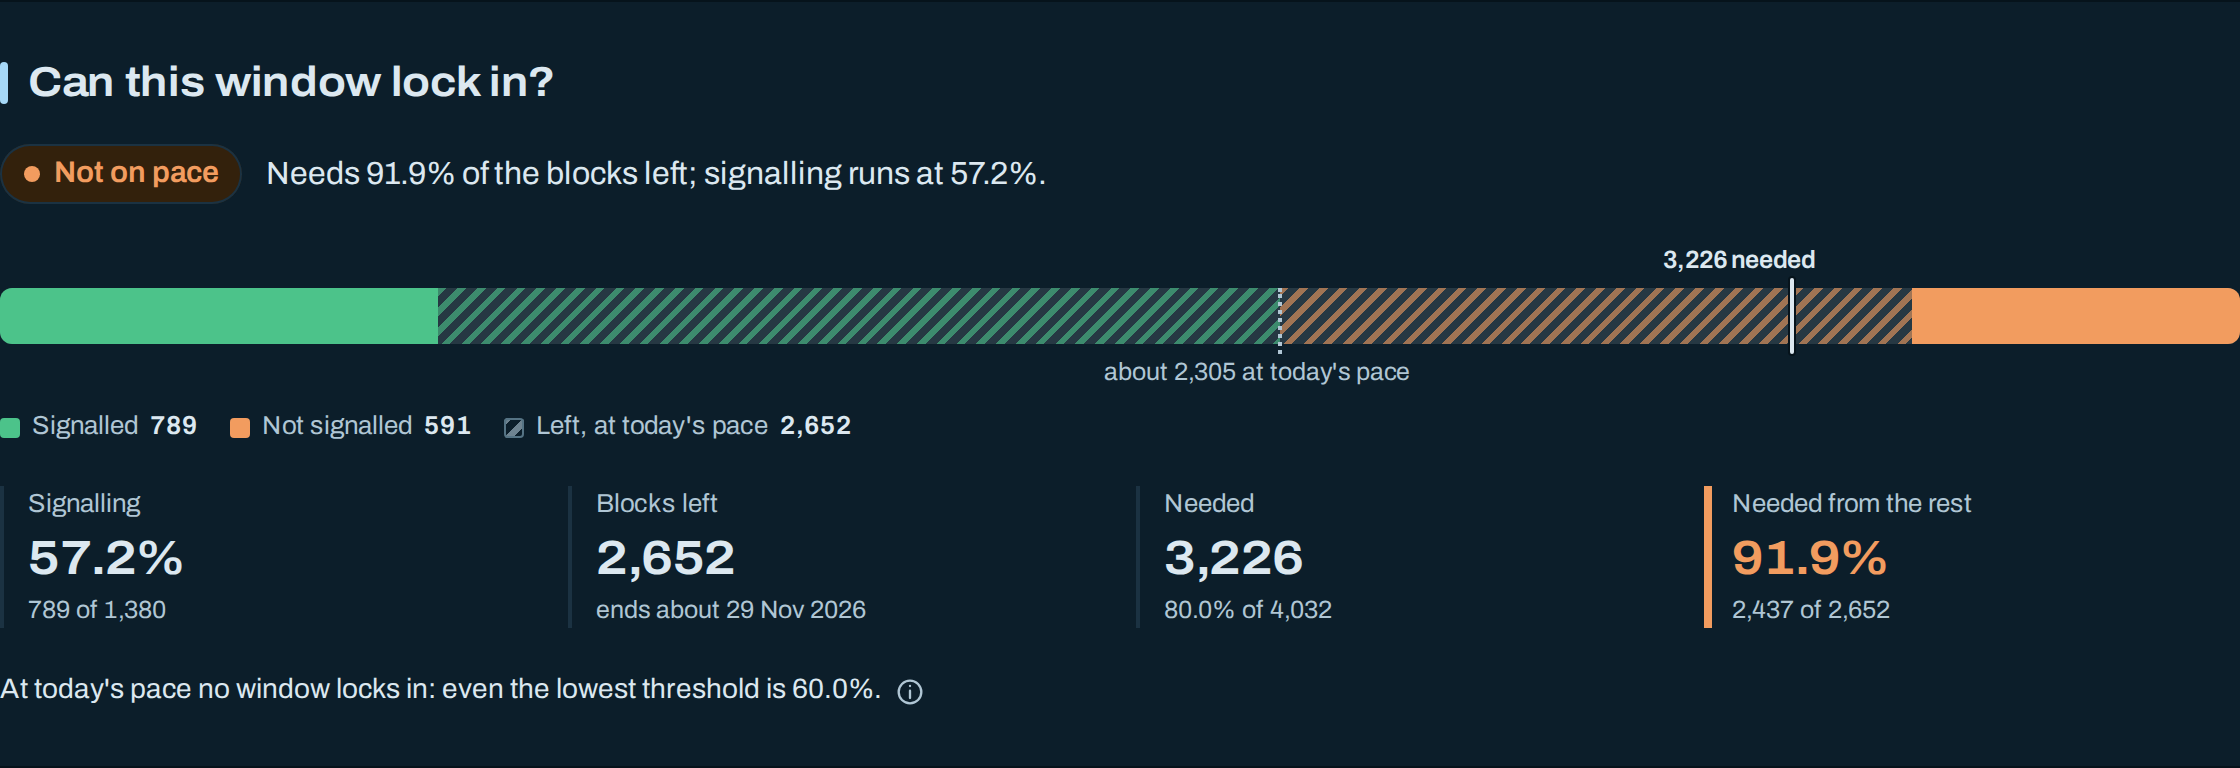 Can this window lock in?
Not on pace
Needs 91.9% of the blocks left; signalling runs at 57.2%.
3,226 needed
about 2,305 at today's pace
Signalled 789 Not signalled 591 Left, at today's pace 2,652
Signalling Blocks left Needed Needed from the rest
57.2% 2,652 3,226 91.9%
789 of 1,380 ends about 29 Nov 2026 80.0% of 4,032 2,437 of 2,652
At today's pace no window locks in: even the lowest threshold is 60.0%.